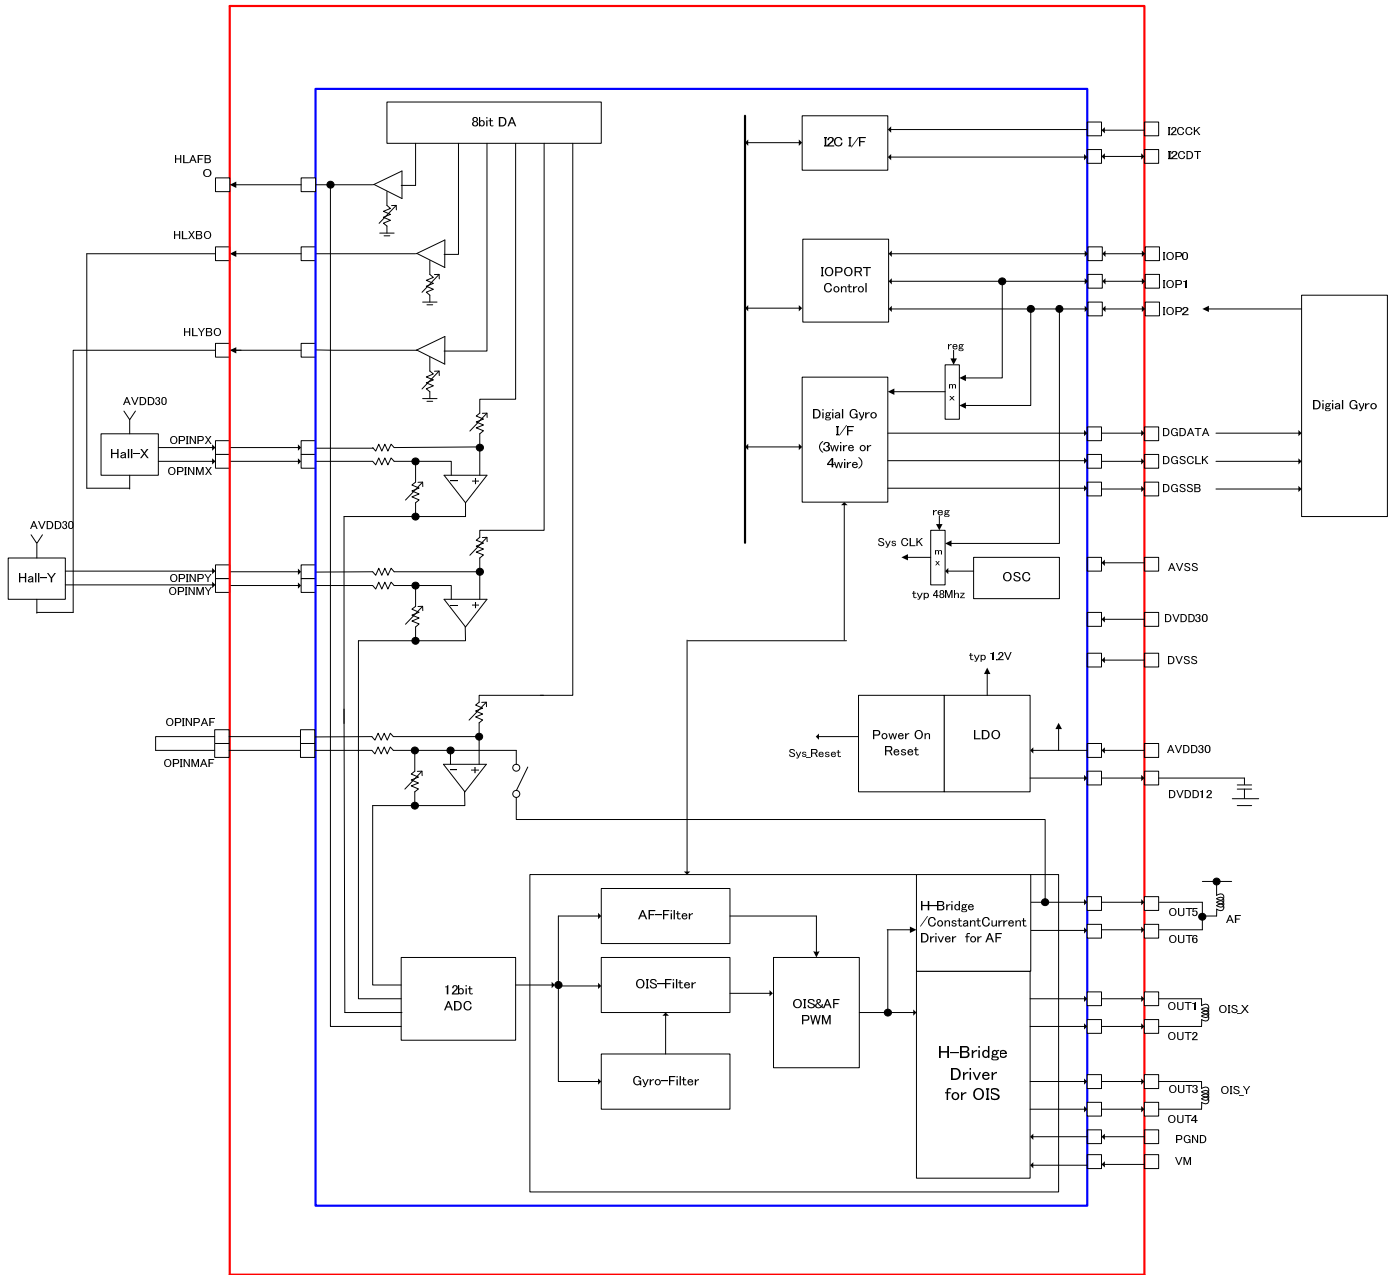 8bit DA
HLAFB
O
HLXBO
HLYBO
AVDD30
Hall-X
OPINPX
OPINMX
AVDD30
Hall-Y
OPINPY
OPINMY
OPINPAF
OPINMAF
- +
- +
- +
I2C I/F
I2CCK
I2CDT
IOPORT
Control
IOP0
IOP1
IOP2
reg
m
x
Digial Gyro
I/F
(3wire or
4wire)
DGDATA
DGSCLK
DGSSB
Digial Gyro
reg
Sys CLK
m
x
OSC
typ 48Mhz
AVSS
DVDD30
DVSS
typ 1.2V
Power On
Reset
LDO
Sys_Reset
AVDD30
DVDD12
12bit
ADC
AF-Filter
OIS-Filter
Gyro-Filter
OIS&AF
PWM
H-Bridge
/ConstantCurrent
Driver for AF
H-Bridge
Driver
for OIS
OUT5
OUT6
AF
OUT1
OUT2
OIS_X
OUT3
OUT4
OIS_Y
PGND
VM